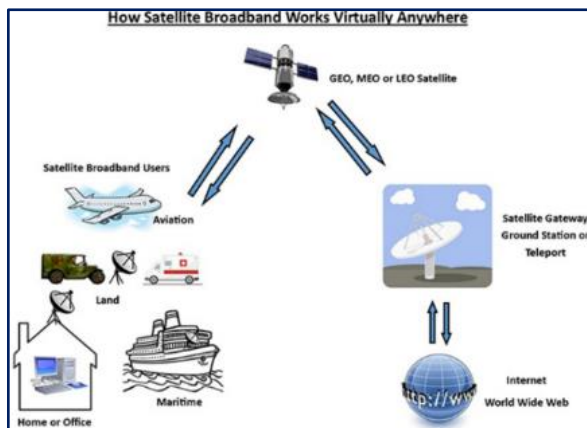 How Satellite Broadband Works Virtually Anywhere
GEO, MEO or LEO Satellite
Satellite Broadband Users
Aviation
Land
Home or Office
Maritime
Satellite Gateway
Ground Station or
Teleport
Internet
World Wide Web
http://ww